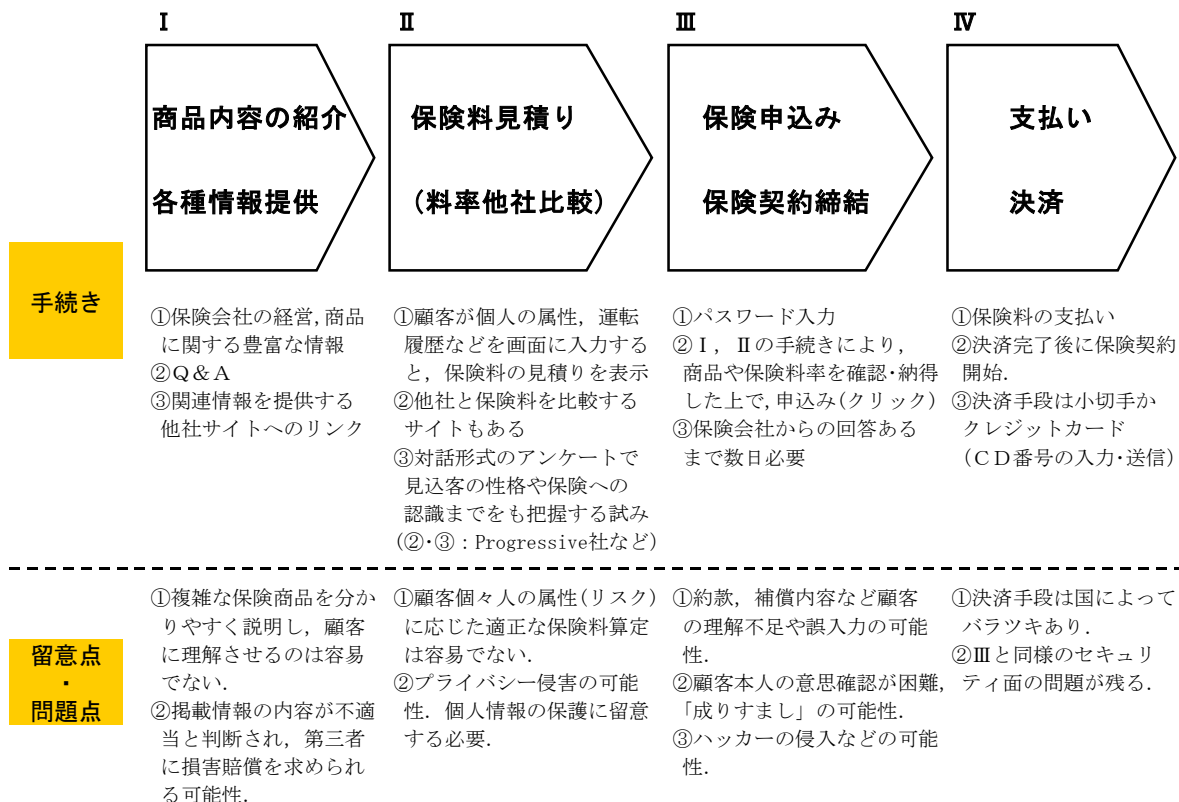 Ⅰ
商品内容の紹介
各種情報提供
Ⅱ
保険料見積り
(料率他社比較)
Ⅲ
保険申込み
保険契約締結
Ⅳ
支払い
決済
手続き
①保険会社の経営,商品
に関する豊富な情報
②Q&A
③関連情報を提供する
他社サイトへのリンク
①顧客が個人の属性，運転
履歴などを画面に入力する
と，保険料の見積りを表示
②他社と保険料を比較する
サイトもある
③対話形式のアンケートで
見込客の性格や保険への
認識までをも把握する試み
(②・③：Progressive社など)
①パスワード入力
②Ⅰ，Ⅱの手続きにより，
商品や保険料率を確認・納得
した上で,申込み(クリック)
③保険会社からの回答ある
まで数日必要
①保険料の支払い
②決済完了後に保険契約
開始．
③決済手段は小切手か
クレジットカード
(ＣＤ番号の入力・送信)
留意点
・
問題点
①複雑な保険商品を分か
りやすく説明し，顧客
に理解させるのは容易
でない．
②掲載情報の内容が不適
当と判断され，第三者
に損害賠償を求められ
る可能性．
①顧客個々人の属性(リスク)
に応じた適正な保険料算定
は容易でない．
②プライバシー侵害の可能
性．個人情報の保護に留意
する必要．
①約款，補償内容など顧客
の理解不足や誤入力の可能
性．
②顧客本人の意思確認が困難，
「成りすまし」の可能性．
③ハッカーの侵入などの可能
性．
①決済手段は国によって
バラツキあり．
②Ⅲと同様のセキュリ
ティ面の問題が残る．